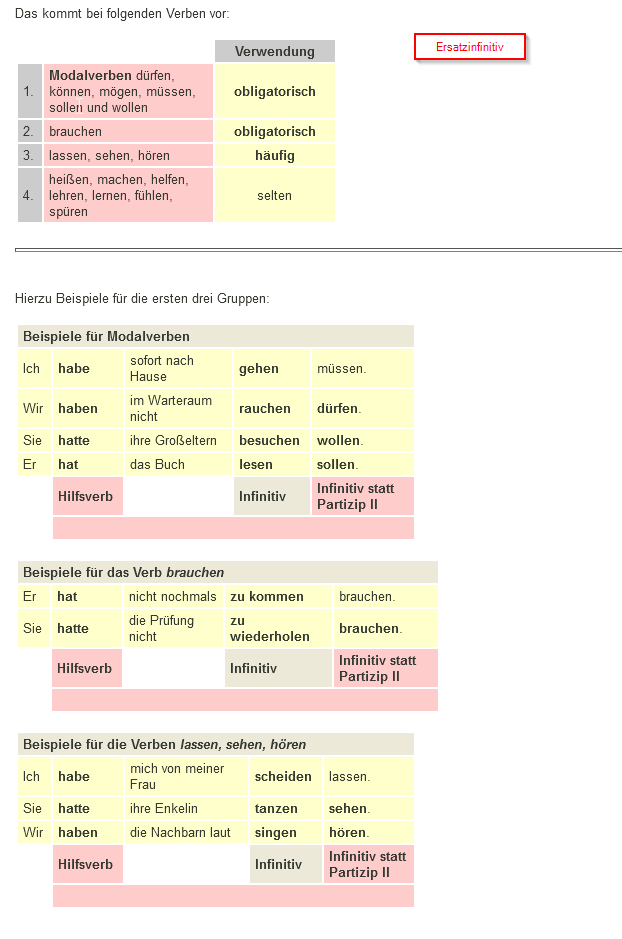 Das kommt bei folgenden Verben vor:
Ersatzinfinitiv
Verwendung
1. Modalverben dürfen, können, mögen, müssen, sollen und wollen obligatorisch
2. brauchen obligatorisch
3. lassen, sehen, hören häufig
4. heißen, machen, helfen, lehren, lernen, fühlen, spüren selten
Hierzu Beispiele für die ersten drei Gruppen:
Beispiele für Modalverben
Ich habe sofort nach Hause gehen müssen.
Wir haben im Warteraum nicht rauchen dürfen.
Sie hatte ihre Großeltern besuchen wollen.
Er hat das Buch lesen sollen.
Hilfsverb Infinitiv Infinitiv statt Partizip II
Beispiele für das Verb brauchen
Er hat nicht nochmals zu kommen brauchen.
Sie hatte die Prüfung nicht zu wiederholen brauchen.
Hilfsverb Infinitiv Infinitiv statt Partizip II
Beispiele für die Verben lassen, sehen, hören
Ich habe mich von meiner Frau scheiden lassen.
Sie hatte ihre Enkelin tanzen sehen.
Wir haben die Nachbarn laut singen hören.
Hilfsverb Infinitiv Infinitiv statt Partizip II